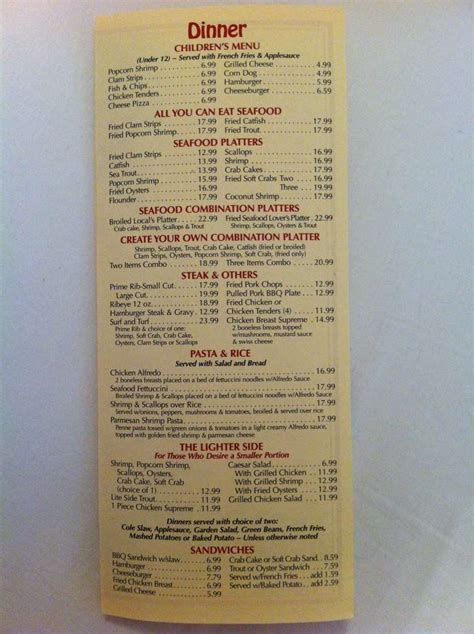 Dinner
CHILDREN'S MENU
(Under 12) ~ Served with French Fries & Applesauce
Popcorn Shrimp . . . . . . . . 6.99
Clam Strips . . . . . . . . 6.99
Fish & Chips . . . . . . . . 6.99
Chicken Tenders . . . . . . . . 6.99
Cheese Pizza . . . . . . . . 6.99
Grilled Cheese . . . . . . . . 4.99
Corn Dog . . . . . . . . 4.99
Hamburger . . . . . . . . 5.99
Cheeseburger . . . . . . . . 6.59
ALL YOU CAN EAT SEAFOOD
Fried Clam Strips . . . . . . . . 17.99
Fried Popcorn Shrimp . . . . . . . . 17.99
Fried Catfish . . . . . . . . 17.99
Fried Trout . . . . . . . . 17.99
SEAFOOD PLATTERS
Fried Clam Strips . . . . . . . . 12.99
Catfish . . . . . . . . 13.99
Sea Trout . . . . . . . . 13.99
Popcorn Shrimp . . . . . . . . 15.99
Fried Oysters . . . . . . . . 16.99
Flounder . . . . . . . . 17.99
Scallops . . . . . . . . 16.99
Shrimp . . . . . . . . 16.99
Crab Cakes . . . . . . . . 17.99
Fried Soft Crabs Two . . . . 16.99
Three . . . . 19.99
Coconut Shrimp . . . . . . . . 17.99
SEAFOOD COMBINATION PLATTERS
Broiled Local's Platter . . . . . . . . 22.99
Crab cake, Shrimp, Scallops & Trout
Fried Seafood Lover's Platter . . 22.99
Shrimp, Scallops, Oysters & Trout
CREATE YOUR OWN COMBINATION PLATTER
Shrimp, Scallops, Trout, Crab Cake, Catfish (fried or broiled)
Clam Strips, Oysters, Popcorn Shrimp, Soft Crab, (fried only)
Two Items Combo . . . . . . . . 18.99
Three Items Combo . . . . . 20.99
STEAK & OTHERS
Prime Rib-Small Cut . . . . . . 17.99
Large Cut . . . . . . . . 19.99
Ribeye 12 oz. . . . . . . . . 18.99
Hamburger Steak & Gravy . 12.99
Surf and Turf . . . . . . . . 23.99
Prime Rib & choice of one:
Shrimp, Soft Crab, Crab Cake,
Oysters, Clam Strips or Scallops
Fried Pork Chops . . . . . . . . 12.99
Pulled Pork BBQ Plate . . . . 12.99
Fried Chicken or
Chicken Tenders (4) . . . . 11.99
Chicken Breast Supreme . . 14.99
2 boneless breasts topped
w/mushrooms, mustard sauce
& swiss cheese
PASTA & RICE
Served with Salad and Bread
Chicken Alfredo . . . . . . . . 16.99
2 boneless breasts placed on a bed of fettuccini noodles w/Alfredo Sauce
Seafood Fettuccini . . . . . . . . 17.99
Broiled Shrimp & Scallops placed on a bed of fettuccini noodles w/Alfredo Sauce
Shrimp & Scallops over Rice . . . . . . . . 17.99
Served w/onions, peppers, mushrooms & tomatoes, broiled & served over rice
Parmesan Shrimp Pasta . . . . . . . . 17.99
Penne pasta tossed w/green onions & tomatoes in a light creamy Alfredo sauce,
topped with golden fried shrimp & parmesan cheese
THE LIGHTER SIDE
For Those Who Desire a Smaller Portion
Shrimp, Popcorn Shrimp,
Scallops, Oysters,
Crab Cake, Soft Crab
(choice of 1) . . . . . . . . 12.99
Lite Side Trout . . . . . . . . 11.99
1 Piece Chicken Supreme . . 11.99
Caesar Salad . . . . . . . . 6.99
With Grilled Chicken . . . 11.99
With Grilled Shrimp . . . . 12.99
With Fried Oysters . . . . 12.99
Grilled Chicken Salad . . . . 11.99
Dinners served with choice of two:
Cole Slaw, Applesauce, Garden Salad, Green Beans, French Fries,
Mashed Potatoes or Baked Potato ~ Unless otherwise noted
SANDWICHES
BBQ Sandwich w/slaw . . . . . . . . 6.99
Hamburger . . . . . . . . 6.99
Cheeseburger . . . . . . . . 7.59
Fried Chicken Breast . . . . . . . . 6.99
Grilled Cheese . . . . . . . . 5.99
Crab Cake or Soft Crab Sand. . 8.59
Trout or Oyster Sandwich . . . . 7.59
Served w/French Fries . . . add 1.59
Served w/Baked Potato . . add 2.59